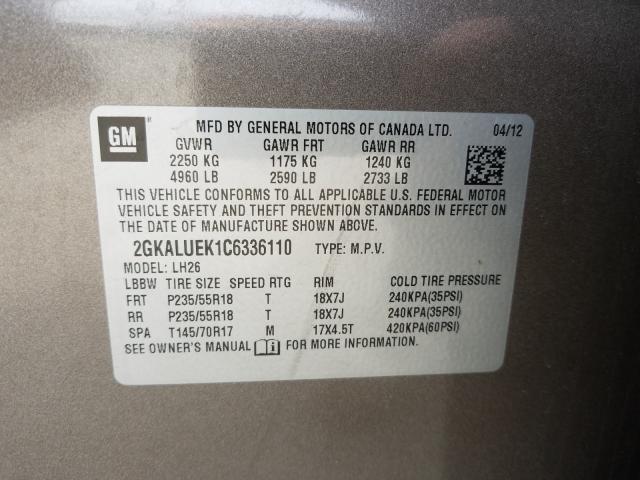 GM ® MFD BY GENERAL MOTORS OF CANADA LTD. 04/12
GVWR GAWR FRT GAWR RR
2250 KG 1175 KG 1240 KG
4960 LB 2590 LB 2733 LB
THIS VEHICLE CONFORMS TO ALL APPLICABLE U.S. FEDERAL MOTOR
VEHICLE SAFETY AND THEFT PREVENTION STANDARDS IN EFFECT ON
THE DATE OF MANUFACTURE SHOWN ABOVE.
2GKALUEK1C6336110 TYPE: M.P.V.
MODEL: LH26
LBBW TIRE SIZE SPEED RTG RIM COLD TIRE PRESSURE
FRT P235/55R18 T 18X7J 240KPA(35PSI)
RR P235/55R18 T 18X7J 240KPA(35PSI)
SPA T145/70R17 M 17X4.5T 420KPA(60PSI)
SEE OWNER'S MANUAL FOR MORE INFORMATION.